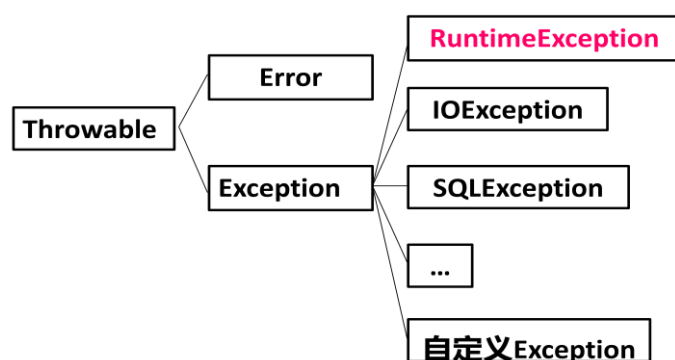 Throwable
Error
Exception
RuntimeException
IOException
SQLException
...
自定义Exception